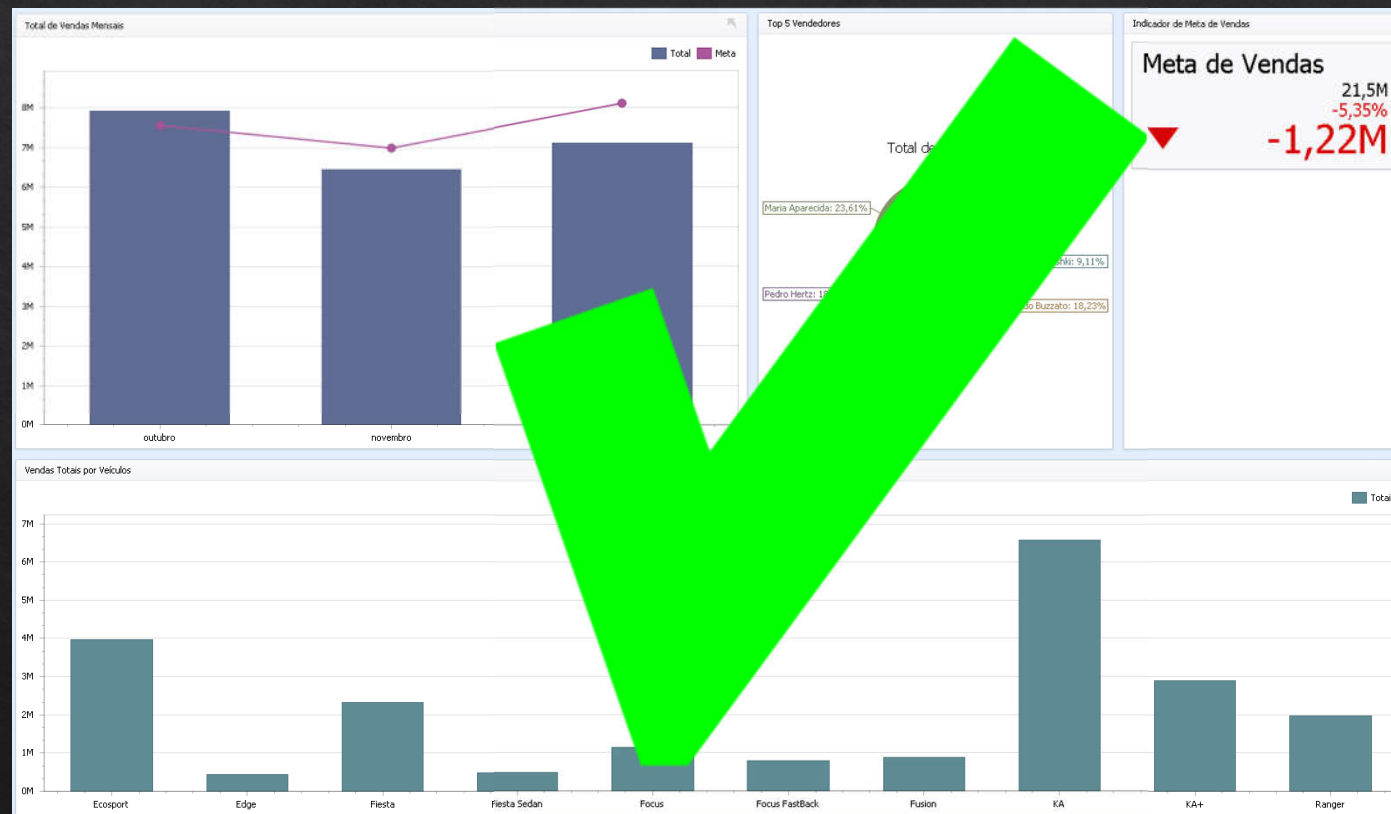 Total de Vendas Mensais
Total
Meta
8M
7M
6M
5M
4M
3M
2M
1M
0M
outubro
novembro
Top 5 Vendedores
Total de
Maria Aparecida: 23,61%
9,11%
Pedro Hertz:
Buzzato: 18,23%
Indicador de Meta de Vendas
Meta de Vendas
21,5M
-5,35%
-1,22M
Vendas Totais por Veículos
Totai
7M
6M
5M
4M
3M
2M
1M
0M
Ecosport
Edge
Fiesta
Fiesta Sedan
Focus
Focus FastBack
Fusion
KA
KA+
Ranger